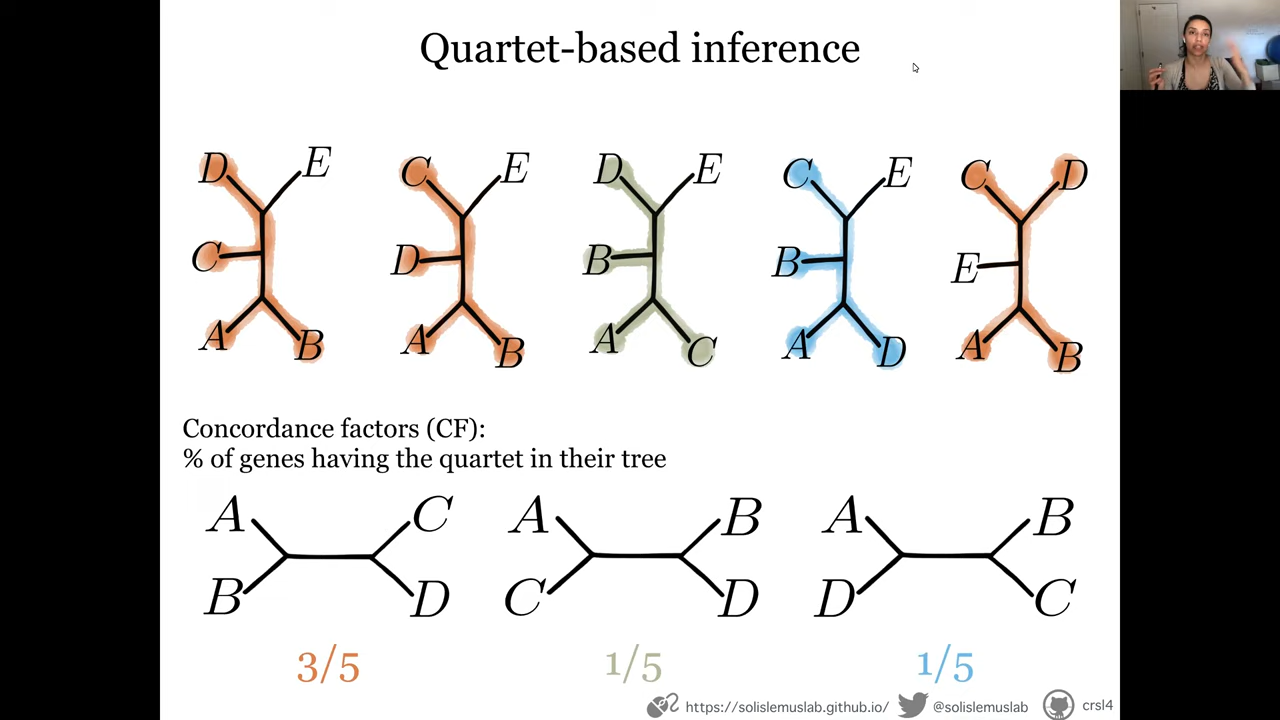 Quartet-based inference
D E C E D E C E C D
C D B B E
A B A B A C A D A B
Concordance factors (CF):
% of genes having the quartet in their tree
A C A B A B
B D C D D C
3/5 1/5 1/5
https://solislemuslab.github.io/ @solislemuslab crsl4